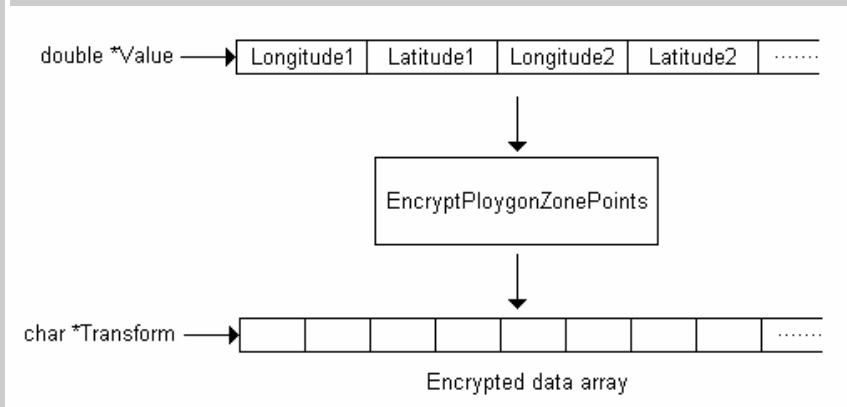 double *Value Longitude1 Latitude1 Longitude2 Latitude2 ·······
EncryptPloygonZonePoints
char *Transform ·······
Encrypted data array